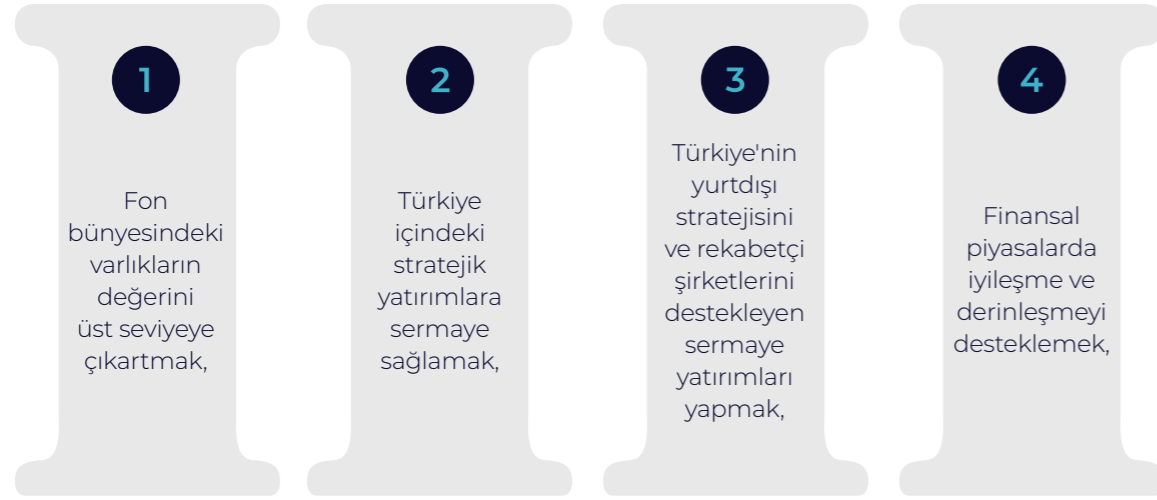 1
Fon
bünyesindeki
varlıkların
değerini
üst seviyeye
çıkartmak,
2
Türkiye
içindeki
stratejik
yatırımlara
sermaye
sağlamak,
3
Türkiye'nin
yurtdışı
stratejisini
ve rekabetçi
şirketlerini
destekleyen
sermaye
yatırımları
yapmak,
4
Finansal
piyasalarda
iyileşme ve
derinleşmeyi
desteklemek,